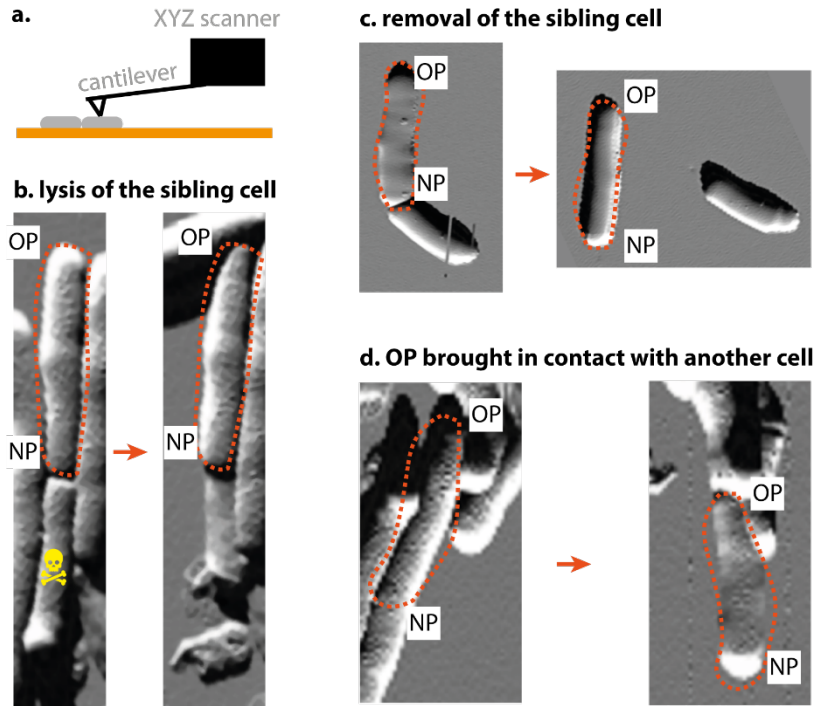 a.
XYZ scanner
cantilever
b. lysis of the sibling cell
OP
NP
OP
NP
c. removal of the sibling cell
OP
NP
OP
NP
d. OP brought in contact with another cell
OP
NP
OP
NP